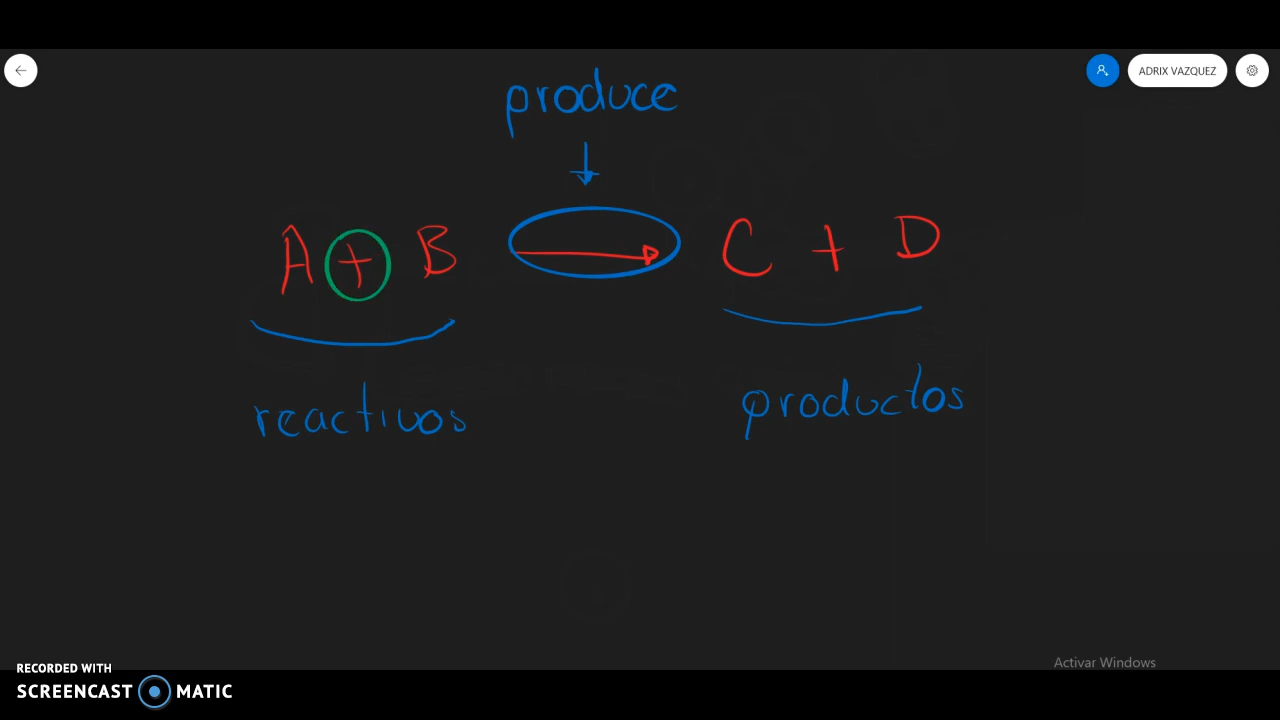 ADRIX VAZQUEZ
produce
A + B → C + D
reactivos
productos
Activar Windows
RECORDED WITH
SCREENCAST MATIC